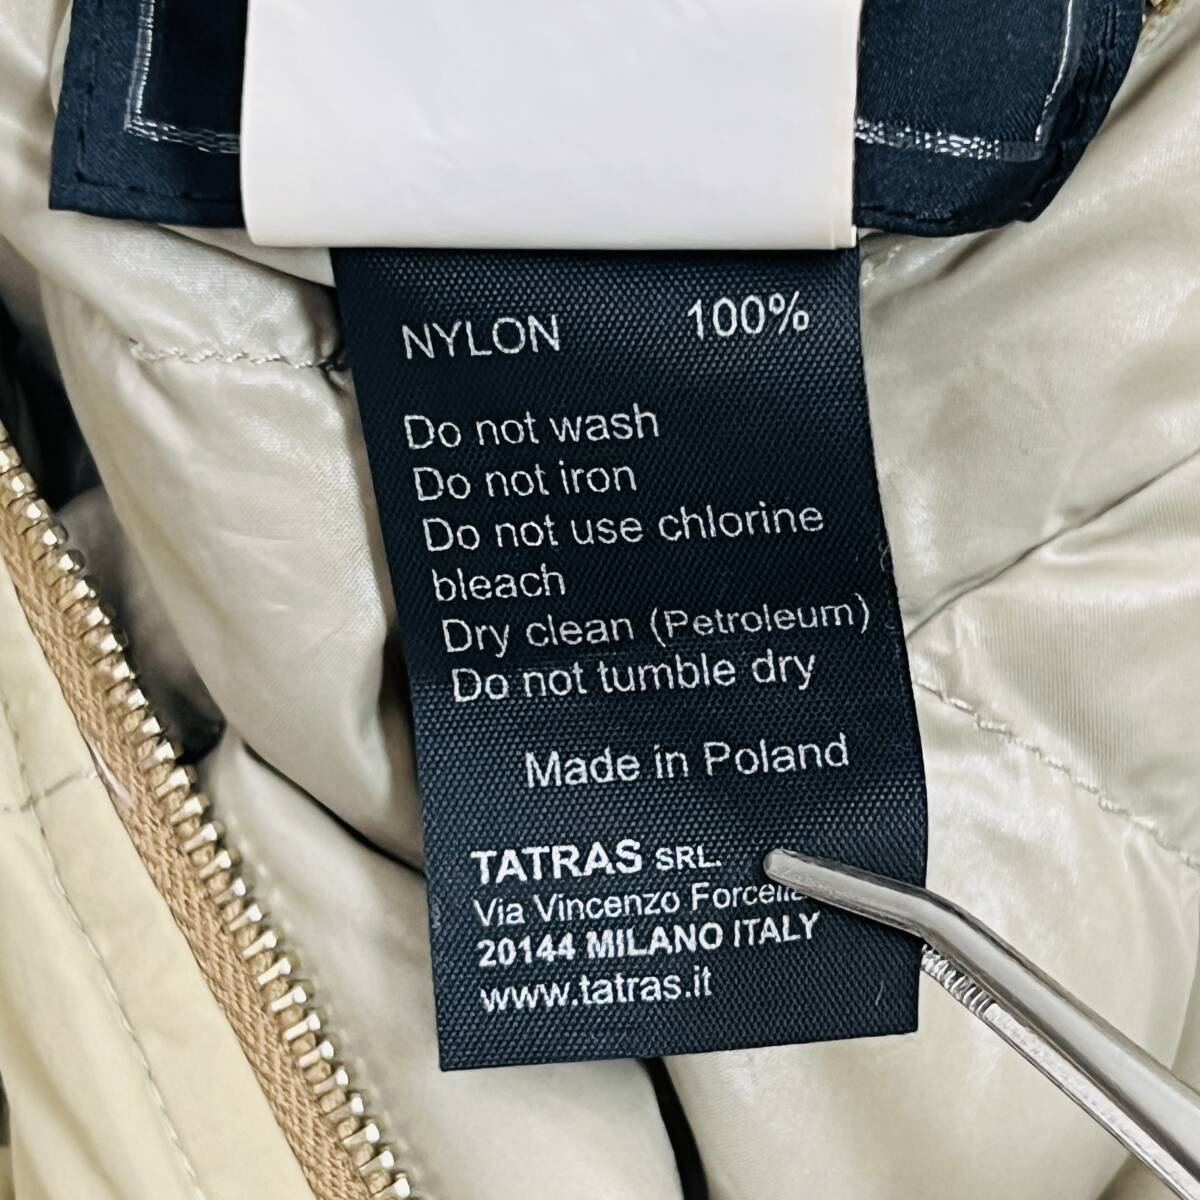 NYLON 100%
Do not wash
Do not iron
Do not use chlorine
bleach
Dry clean (Petroleum)
Do not tumble dry
Made in Poland
TATRAS SRL.
Via Vincenzo
20144 MILANO ITALY
www.tatras.it